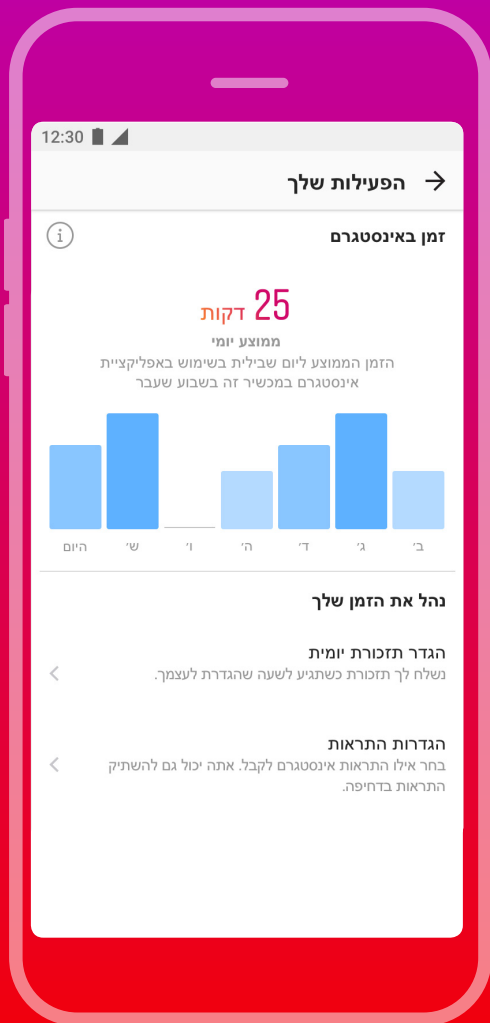 12:30
הפעילות שלך
זמן באינסטגרם
25 דקות
ממוצע יומי
הזמן הממוצע ליום שבילית בשימוש באפליקציית
אינסטגרם במכשיר זה בשבוע שעבר
ב׳ ג׳ ד׳ ה׳ ו׳ ש׳ היום
נהל את הזמן שלך
הגדר תזכורת יומית
נשלח לך תזכורת כשתגיע לשעה שהגדרת לעצמך.
הגדרות התראות
בחר אילו התראות אינסטגרם לקבל. אתה יכול גם להשתיק
התראות בדחיפה.